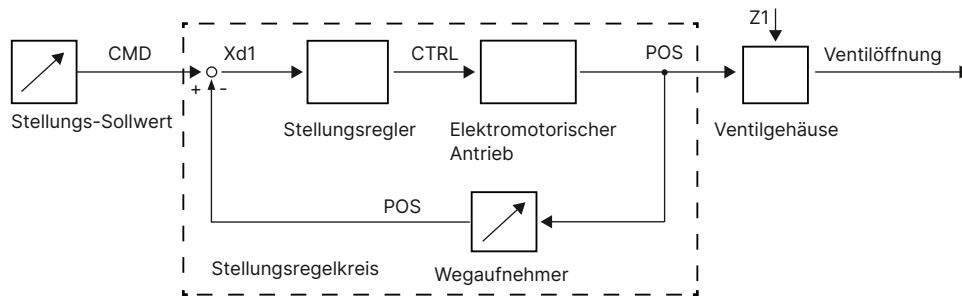 Z1
CMD
Xd1
CTRL
POS
Ventilöffnung
+ -
Stellungs-Sollwert
Stellungsregler
Elektromotorischer
Antrieb
Ventilgehäuse
POS
Stellungsregelkreis
Wegaufnehmer